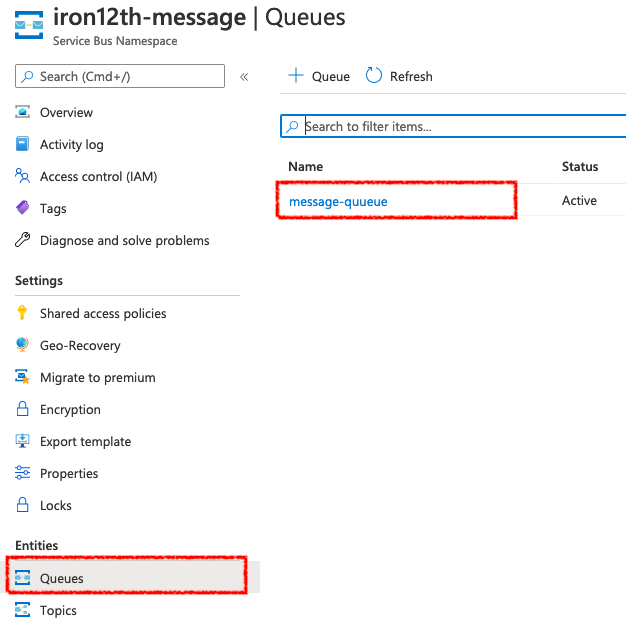 iron12th-message | Queues
Service Bus Namespace
Search (Cmd+/)
«
Queue
Refresh
Overview
Search to filter items...
Activity log
Name
Status
Access control (IAM)
message-quueue
Active
Tags
Diagnose and solve problems
Settings
Shared access policies
Geo-Recovery
Migrate to premium
Encryption
Export template
Properties
Locks
Entities
Queues
Topics